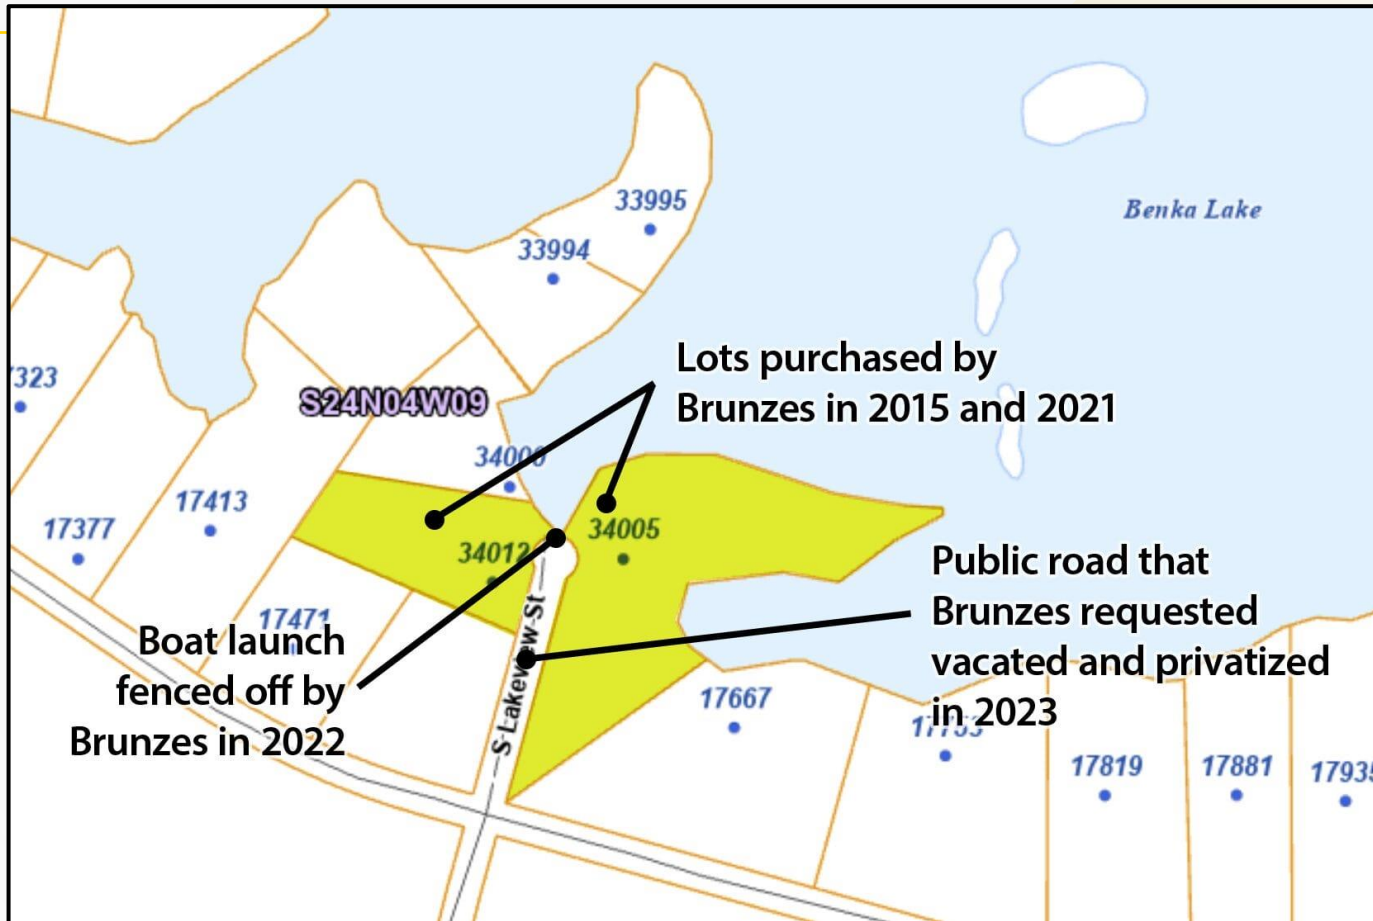 33995
Benka Lake
33994
Lots purchased by
Brunzes in 2015 and 2021
323
S24N04W09
34000
17413
17377
34005
34012
Public road that
Brunzes requested
vacated and privatized
in 2023
17471
Boat launch
fenced off by
Brunzes in 2022
S Lakeview St
17667
17753
17819
17881
17935